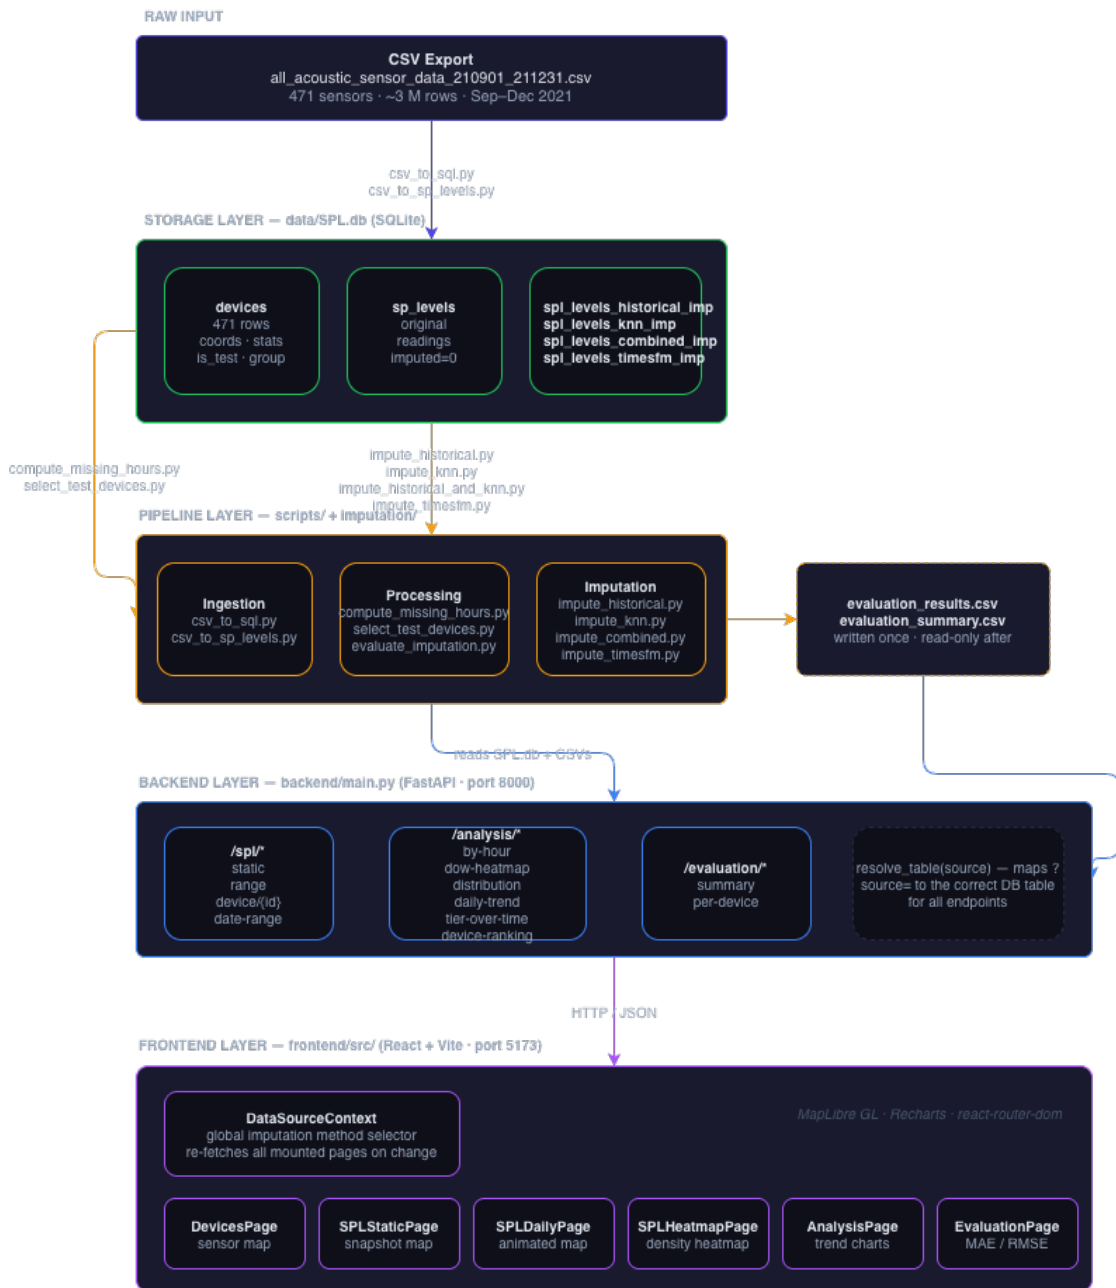 RAW INPUT
CSV Export
all_acoustic_sensor_data_210901_211231.csv
471 sensors · ~3 M rows · Sep–Dec 2021
csv_to_sql.py
csv_to_sp_levels.py
STORAGE LAYER — data/SPL.db (SQLite)
devices
471 rows
coords · stats
is_test · group
sp_levels
original
readings
imputed=0
spl_levels_historical_imp
spl_levels_knn_imp
spl_levels_combined_imp
spl_levels_timesfm_imp
compute_missing_hours.py
select_test_devices.py
impute_historical.py
impute_knn.py
impute_historical_and_knn.py
impute_timesfm.py
PIPELINE LAYER — scripts/ + imputation/
Ingestion
csv_to_sql.py
csv_to_sp_levels.py
Processing
compute_missing_hours.py
select_test_devices.py
evaluate_imputation.py
Imputation
impute_historical.py
impute_knn.py
impute_combined.py
impute_timesfm.py
evaluation_results.csv
evaluation_summary.csv
written once · read-only after
reads SPL.db + CSVs
BACKEND LAYER — backend/main.py (FastAPI · port 8000)
/spl/*
static
range
device/{id}
date-range
/analysis/*
by-hour
dow-heatmap
distribution
daily-trend
tier-over-time
device-ranking
/evaluation/*
summary
per-device
resolve_table(source) — maps ?
source= to the correct DB table
for all endpoints
HTTP / JSON
FRONTEND LAYER — frontend/src/ (React + Vite · port 5173)
DataSourceContext
global imputation method selector
re-fetches all mounted pages on change
MapLibre GL · Recharts · react-router-dom
DevicesPage
sensor map
SPLStaticPage
snapshot map
SPLDailyPage
animated map
SPLHeatmapPage
density heatmap
AnalysisPage
trend charts
EvaluationPage
MAE / RMSE